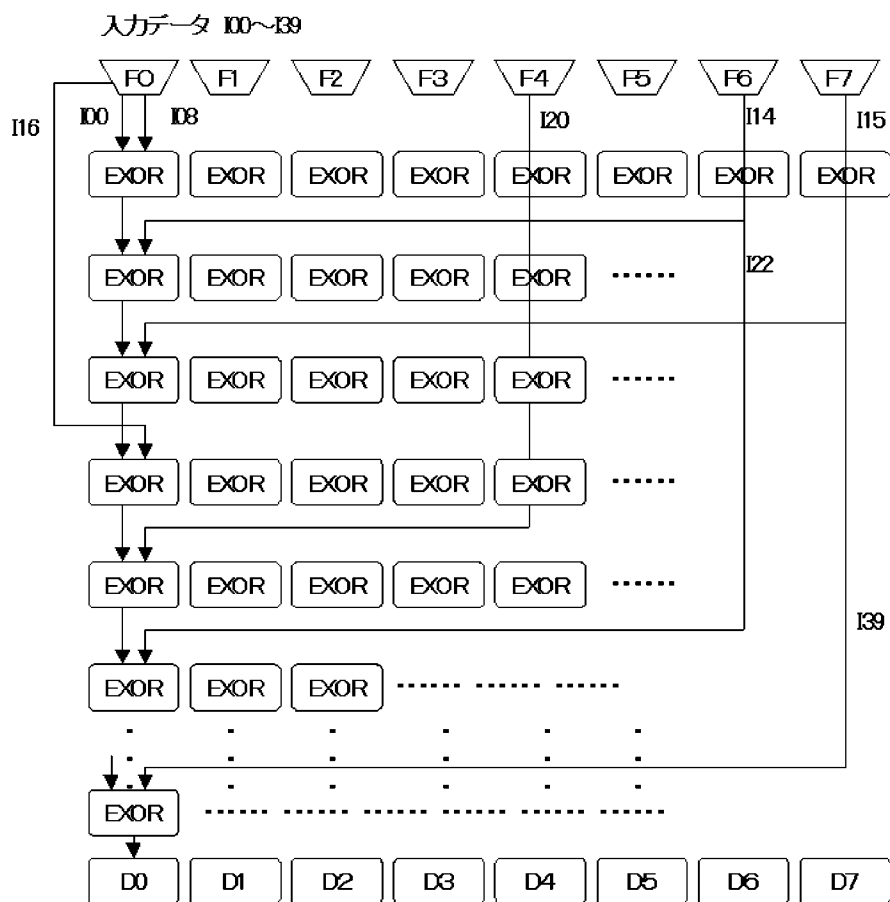 入力データ I00～I39
F0 F1 F2 F3 F4 F5 F6 F7
I16 I00 I08 I20 I14 I15
EXOR EXOR EXOR EXOR EXOR EXOR EXOR EXOR
EXOR EXOR EXOR EXOR EXOR ‥‥‥
I22
EXOR EXOR EXOR EXOR EXOR ‥‥‥
EXOR EXOR EXOR EXOR EXOR ‥‥‥
EXOR EXOR EXOR EXOR EXOR ‥‥‥
I39
EXOR EXOR EXOR ‥‥‥ ‥‥‥ ‥‥‥
EXOR ‥‥‥ ‥‥‥ ‥‥‥ ‥‥‥ ‥‥‥ ‥‥‥
D0 D1 D2 D3 D4 D5 D6 D7